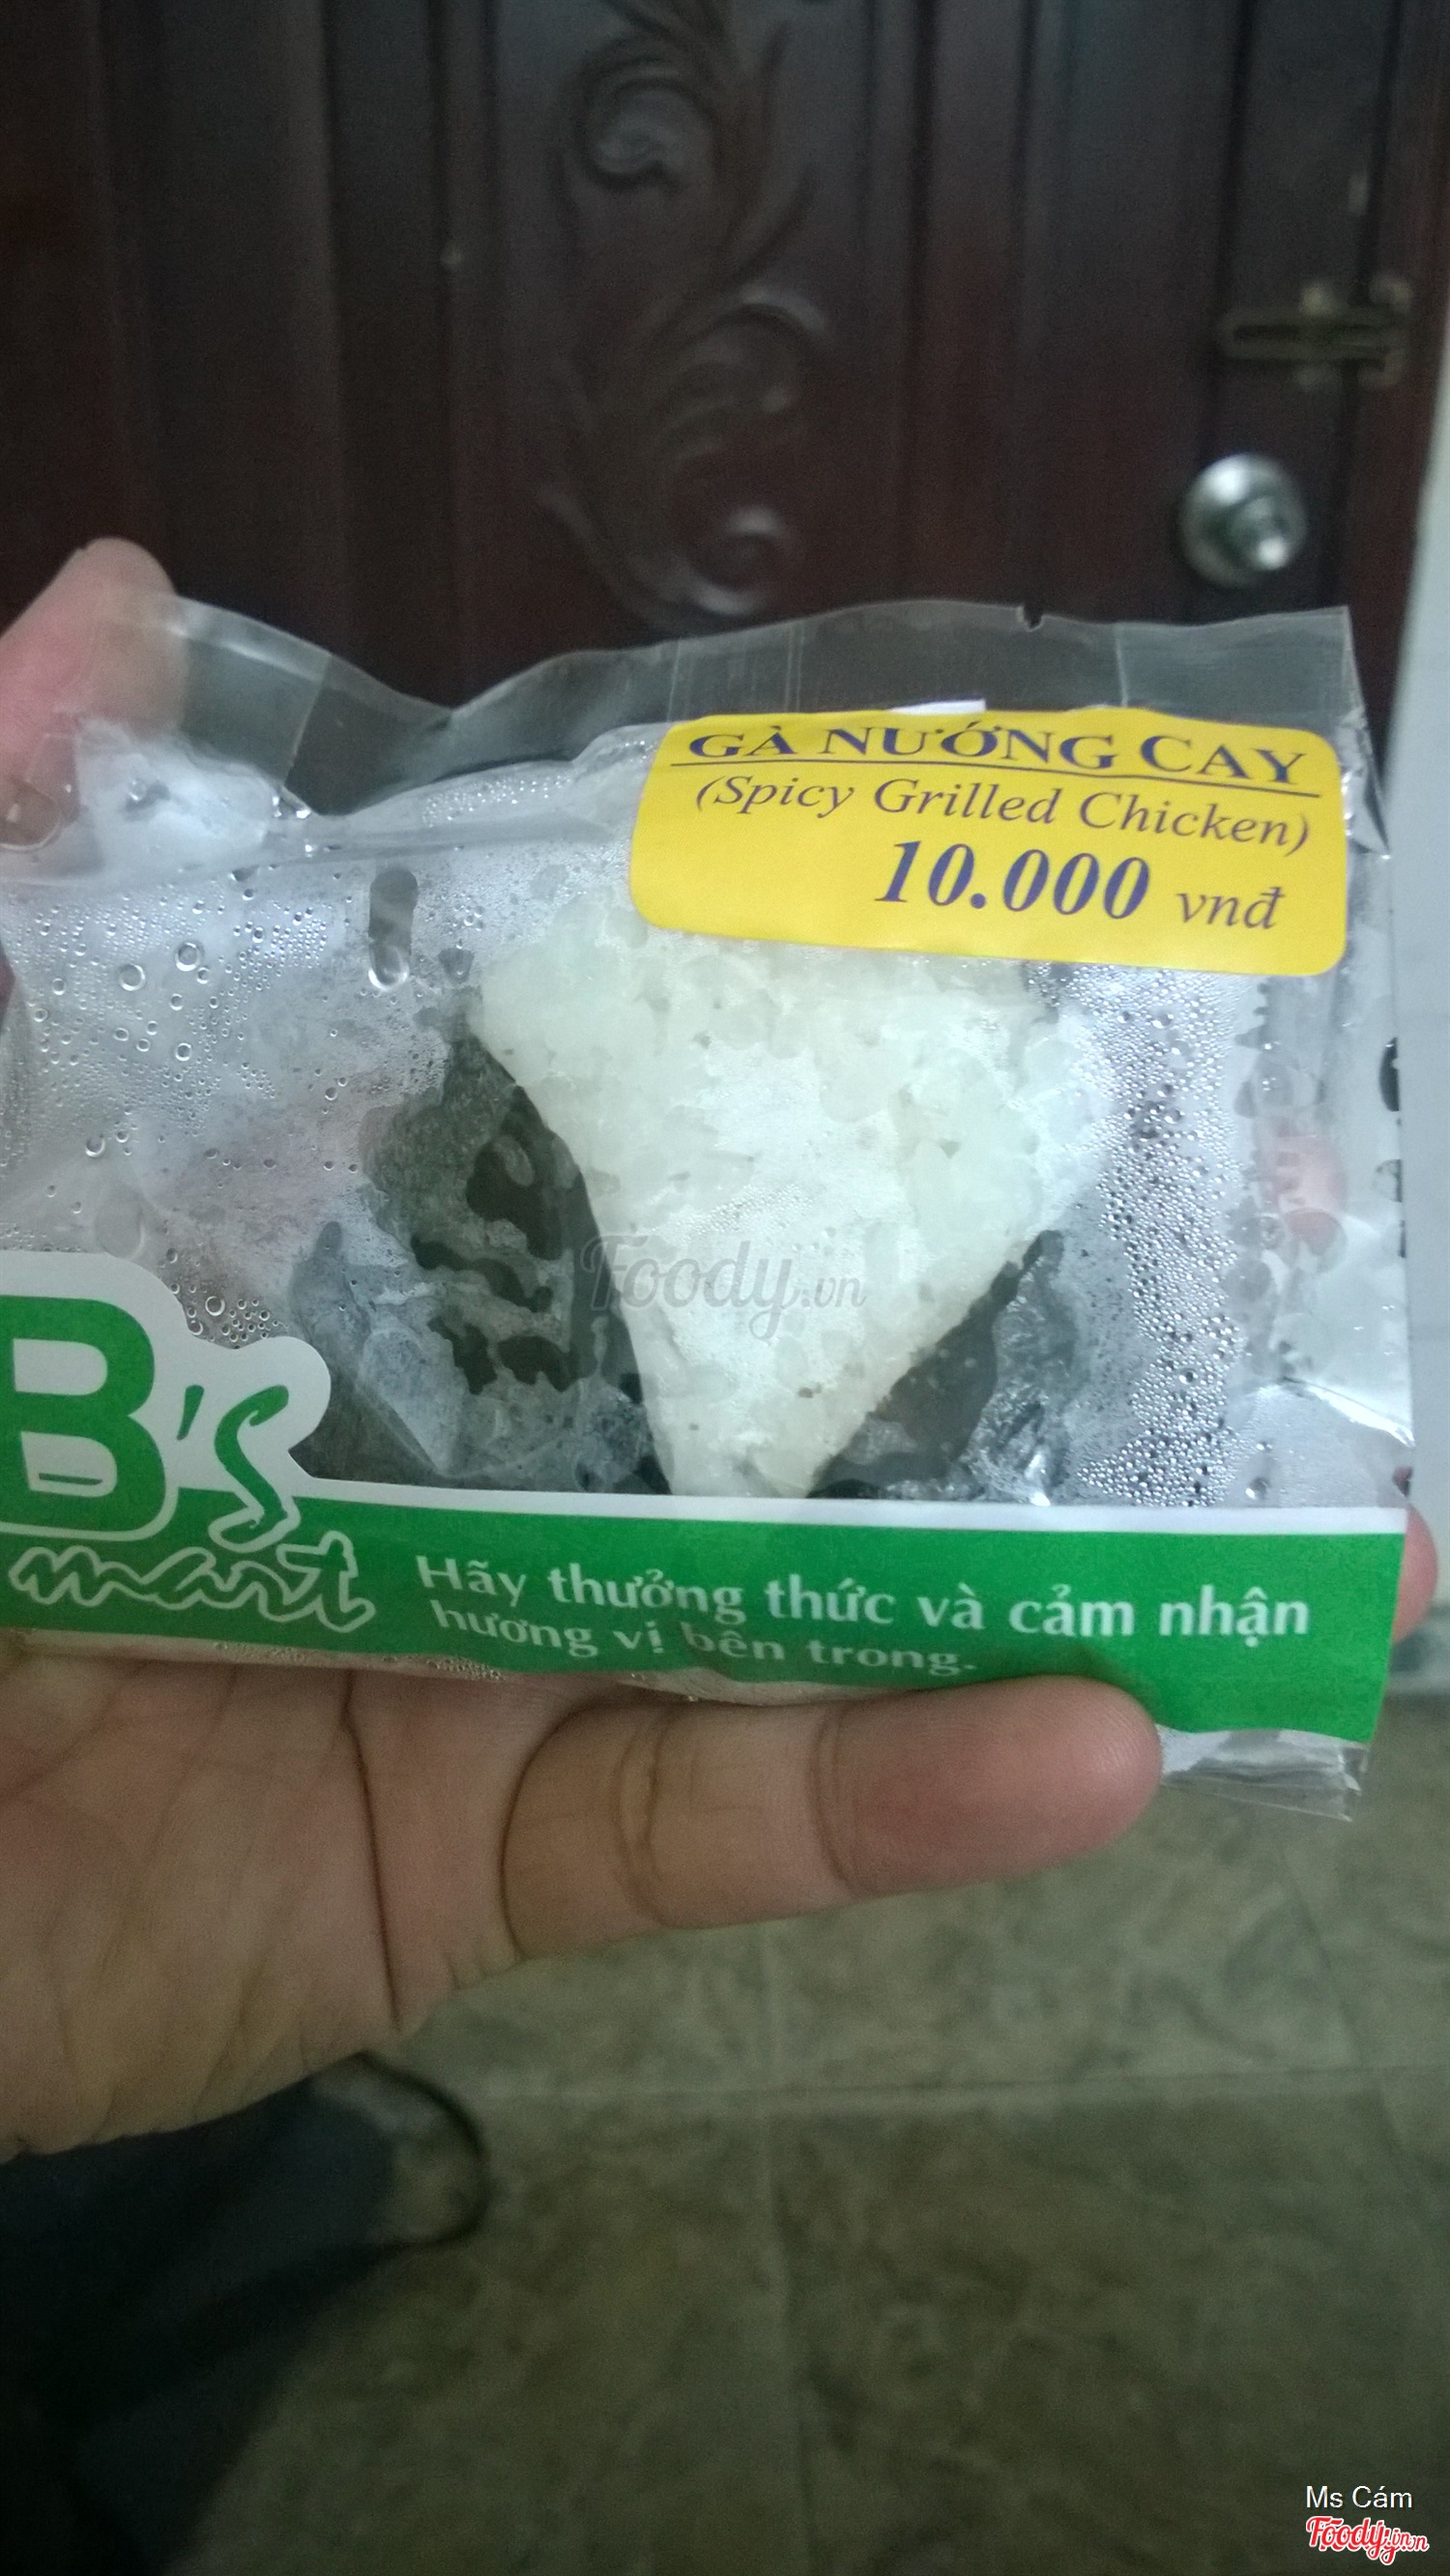 GÀ NƯỚNG CAY
(Spicy Grilled Chicken)
10.000 vnđ
Foody.vn
B's
mart
Hãy thưởng thức và cảm nhận
hương vị bên trong.
Ms Cám
Foody.vn